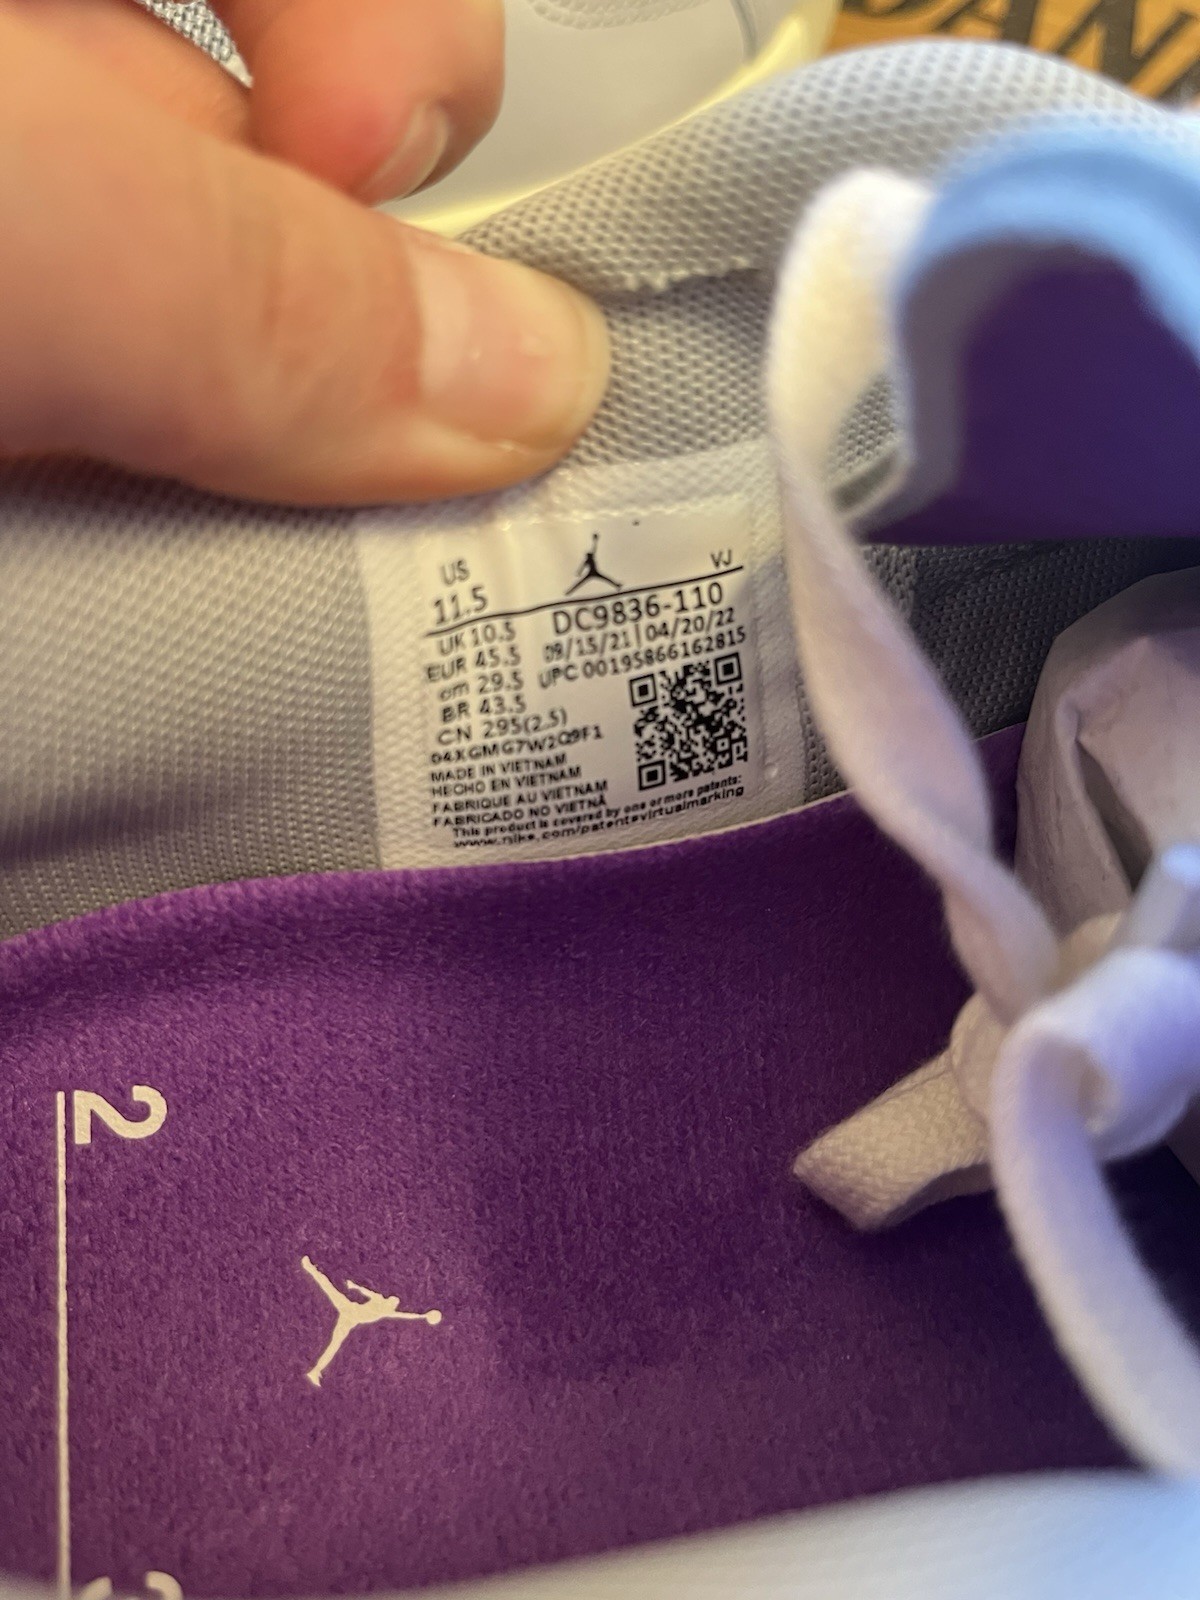 US
11.5
VJ
DC9836-110
UK 10.5
09/15/21 | 04/20/22
EUR 45.5
UPC 00195866162815
cm 29.5
BR 43.5
CN 295(2.5)
04XGMG7W2Q9F1
MADE IN VIETNAM
HECHO EN VIETNAM
FABRIQUE AU VIETNAM
FABRICADO NO VIETNÃ
This product is covered by one or more patents:
www.nike.com/patentsvirtualmarking
2